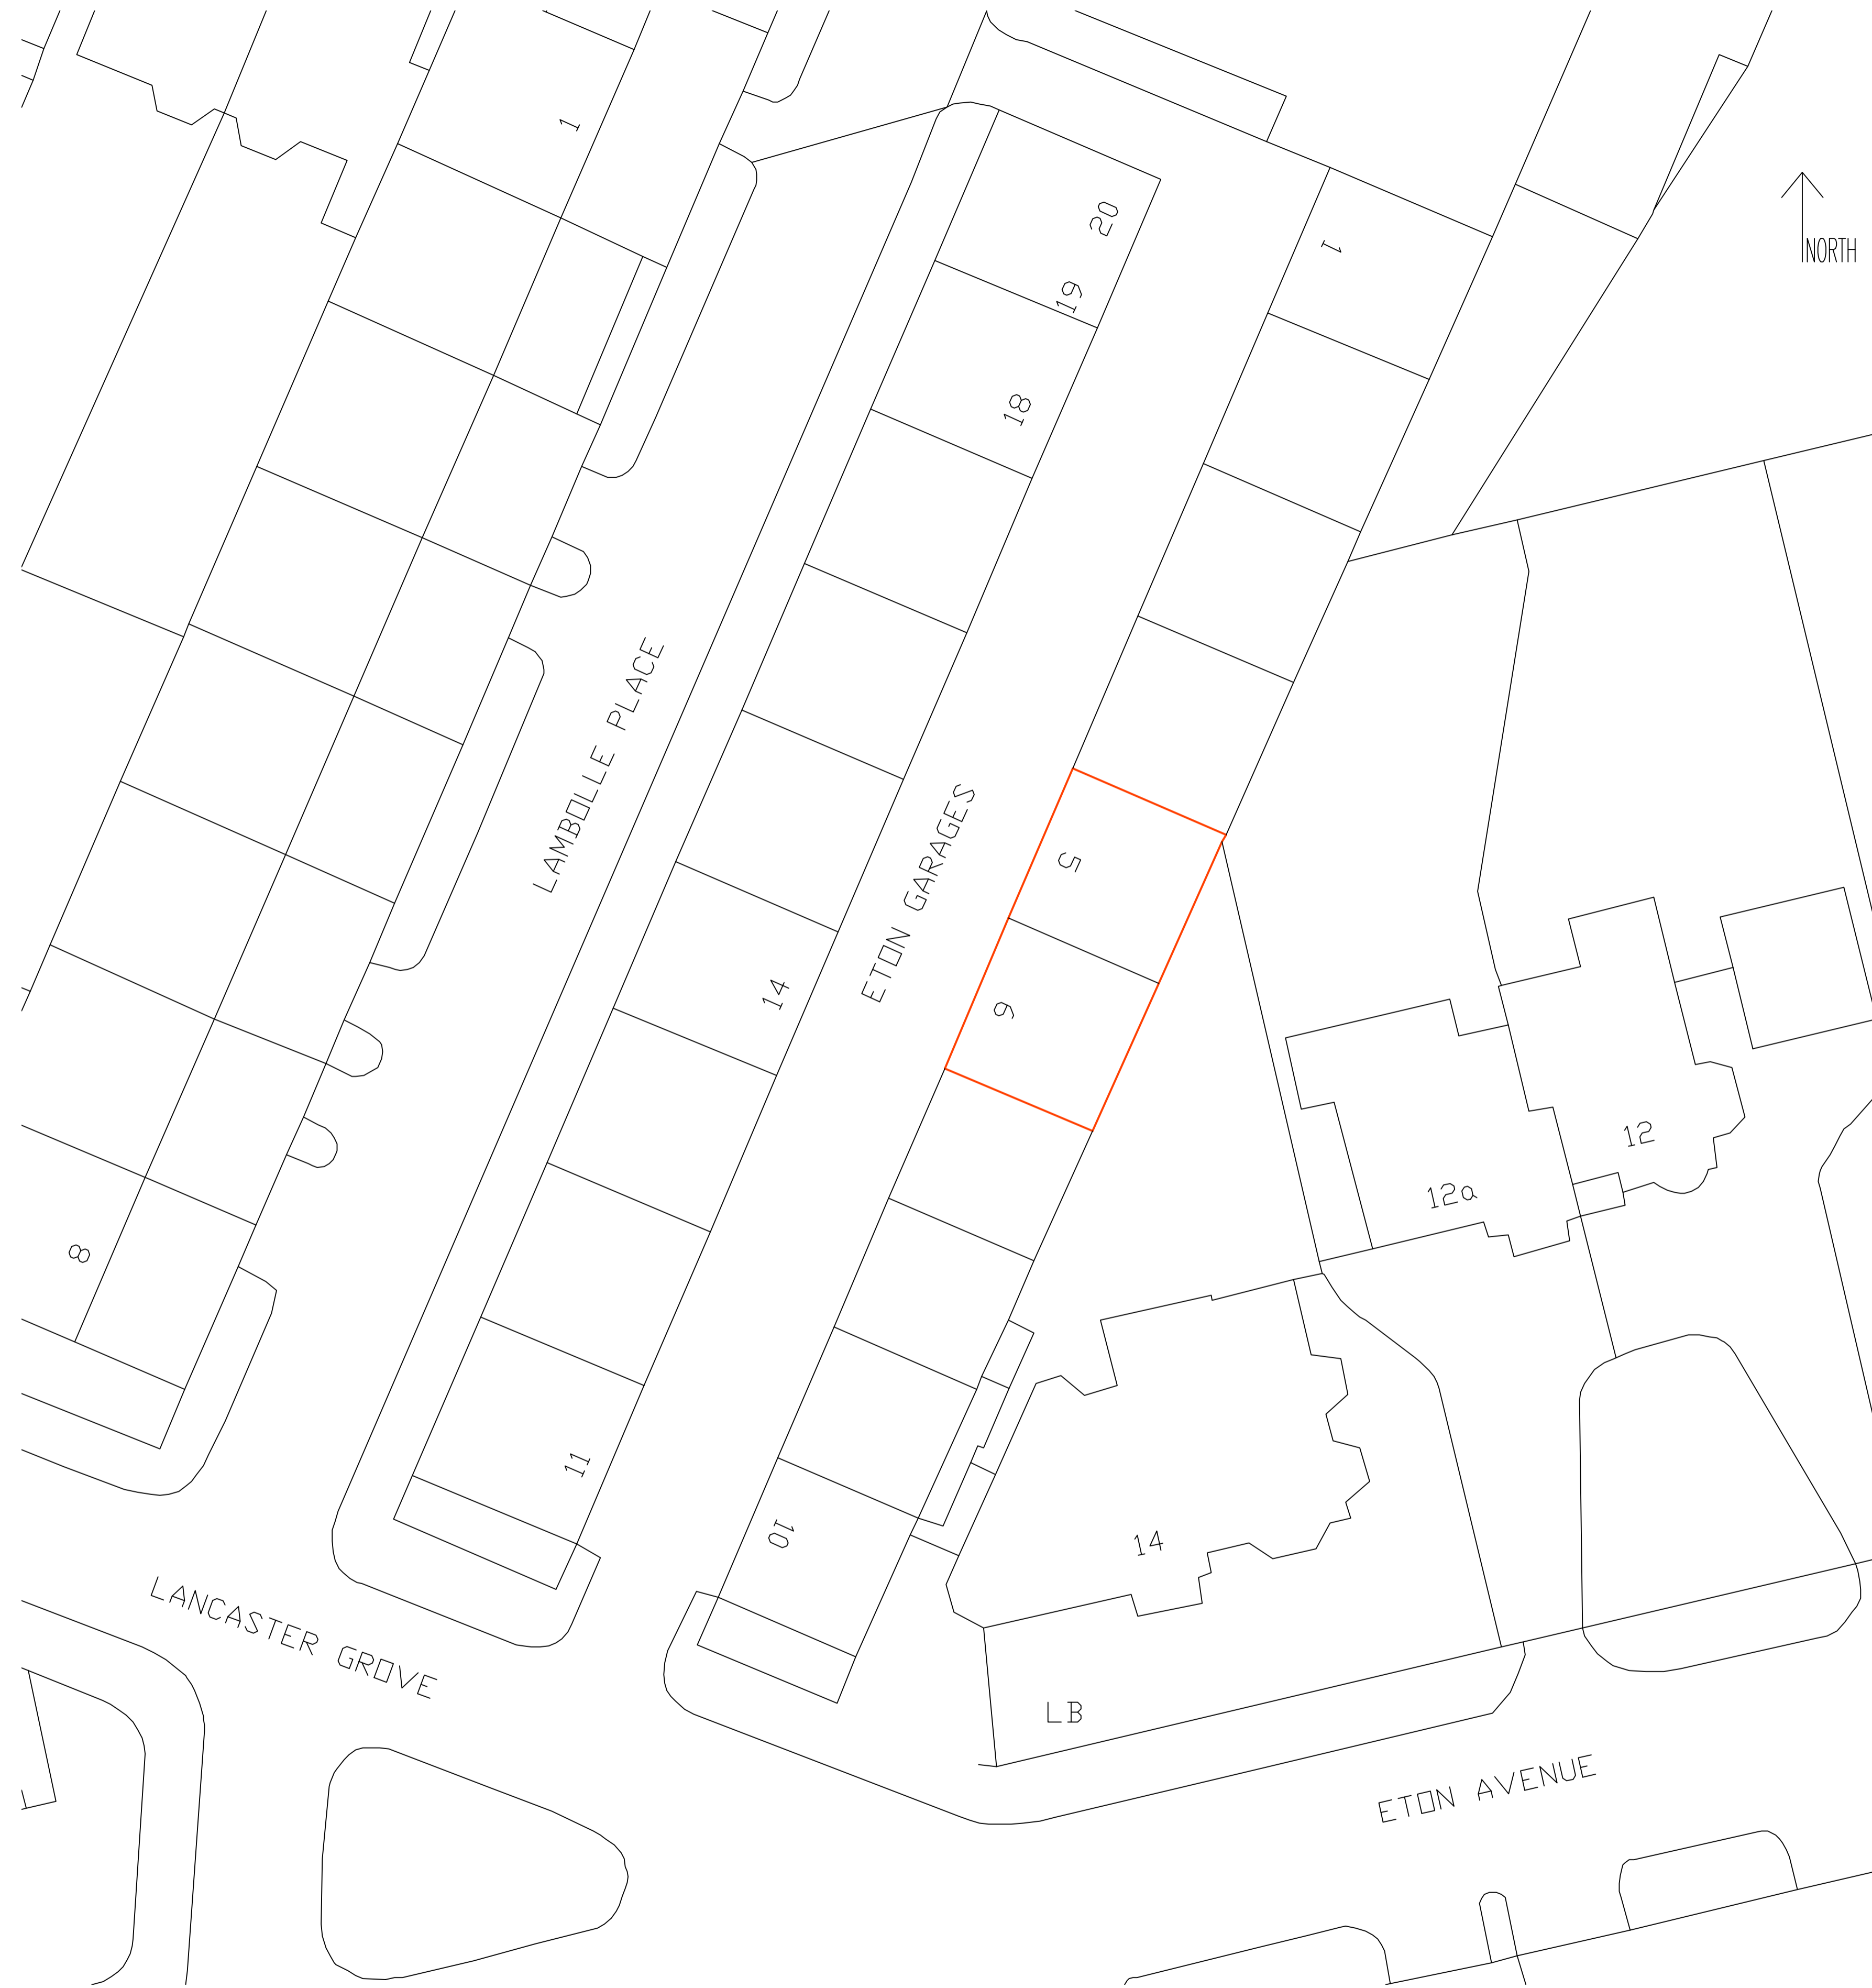 1
20
19
1
NORTH
18
LAMBOLLE PLACE
ETON GARAGES
5
14
6
12
12a
8
11
10
14
LANCASTER GROVE
LB
ETON AVENUE